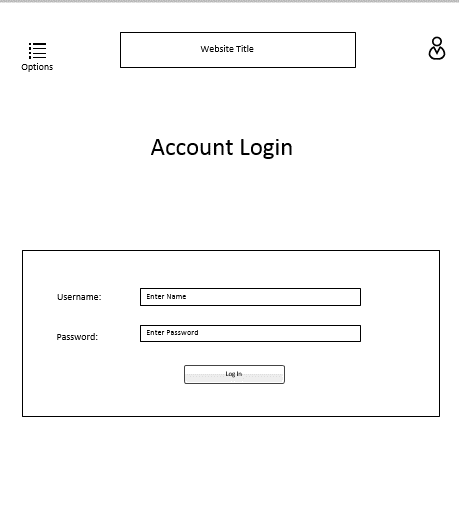 Website Title
Options
Account Login
Username:
Enter Name
Password:
Enter Password
Log In